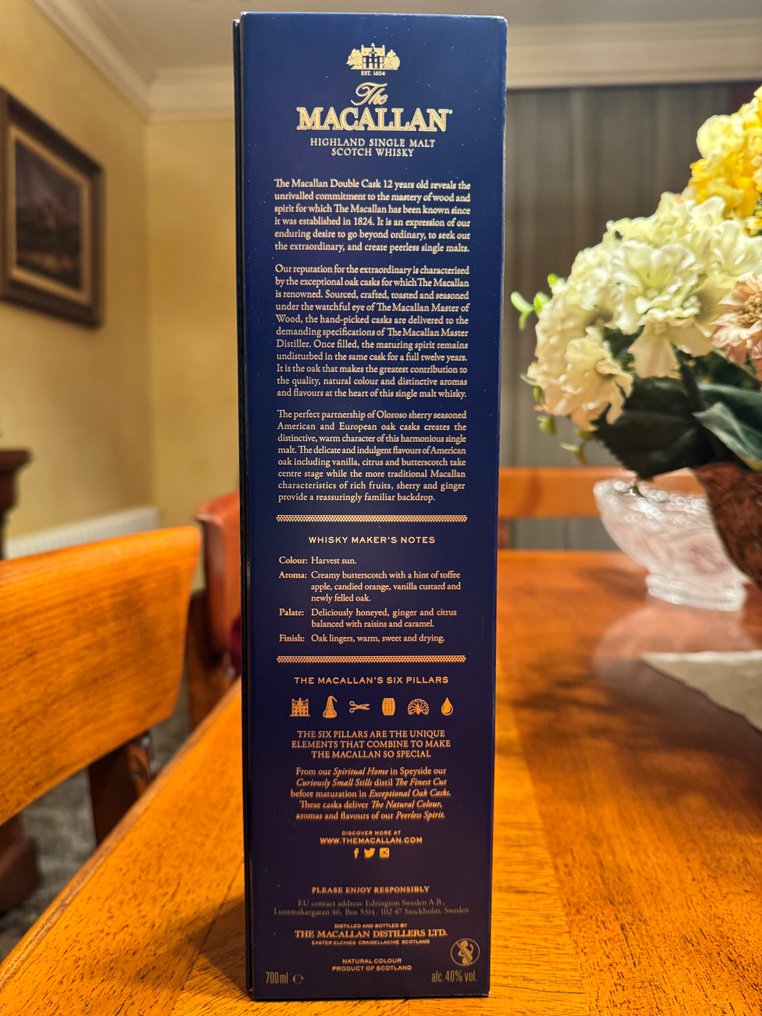 EST. 1824
The
MACALLAN®
HIGHLAND SINGLE MALT
SCOTCH WHISKY
The Macallan Double Cask 12 years old reveals the
unrivalled commitment to the mastery of wood and
spirit for which The Macallan has been known since
it was established in 1824. It is an expression of our
enduring desire to go beyond ordinary, to seek out
the extraordinary, and create peerless single malts.
Our reputation for the extraordinary is characterised
by the exceptional oak casks for which The Macallan
is renowned. Sourced, crafted, toasted and seasoned
under the watchful eye of The Macallan Master of
Wood, the hand-picked casks are delivered to the
demanding specifications of The Macallan Master
Distiller. Once filled, the maturing spirit remains
undisturbed in the same cask for a full twelve years.
It is the oak that makes the greatest contribution to
the quality, natural colour and distinctive aromas
and flavours at the heart of this single malt whisky.
The perfect partnership of Oloroso sherry seasoned
American and European oak casks creates the
distinctive, warm character of this harmonious single
malt. The delicate and indulgent flavours of American
oak including vanilla, citrus and butterscotch take
centre stage while the more traditional Macallan
characteristics of rich fruits, sherry and ginger
provide a reassuringly familiar backdrop.
WHISKY MAKER'S NOTES
Colour: Harvest sun.
Aroma: Creamy butterscotch with a hint of toffee
apple, candied orange, vanilla custard and
newly felled oak.
Palate: Deliciously honeyed, ginger and citrus
balanced with raisins and caramel.
Finish: Oak lingers, warm, sweet and drying.
THE MACALLAN'S SIX PILLARS
THE SIX PILLARS ARE THE UNIQUE
ELEMENTS THAT COMBINE TO MAKE
THE MACALLAN SO SPECIAL
From our Spiritual Home in Speyside our
Curiously Small Stills distil The Finest Cut
before maturation in Exceptional Oak Casks.
These casks deliver The Natural Colour,
aromas and flavours of our Peerless Spirit.
DISCOVER MORE AT
WWW.THEMACALLAN.COM
PLEASE ENJOY RESPONSIBLY
EU contact address: Edrington Sweden A.B.,
Luntmakargatan 46, Box 5314, 102 47 Stockholm, Sweden
DISTILLED AND BOTTLED BY
THE MACALLAN DISTILLERS LTD.
EASTER ELCHIES CRAIGELLACHIE SCOTLAND
NATURAL COLOUR
PRODUCT OF SCOTLAND
700ml ℮
alc. 40% vol.